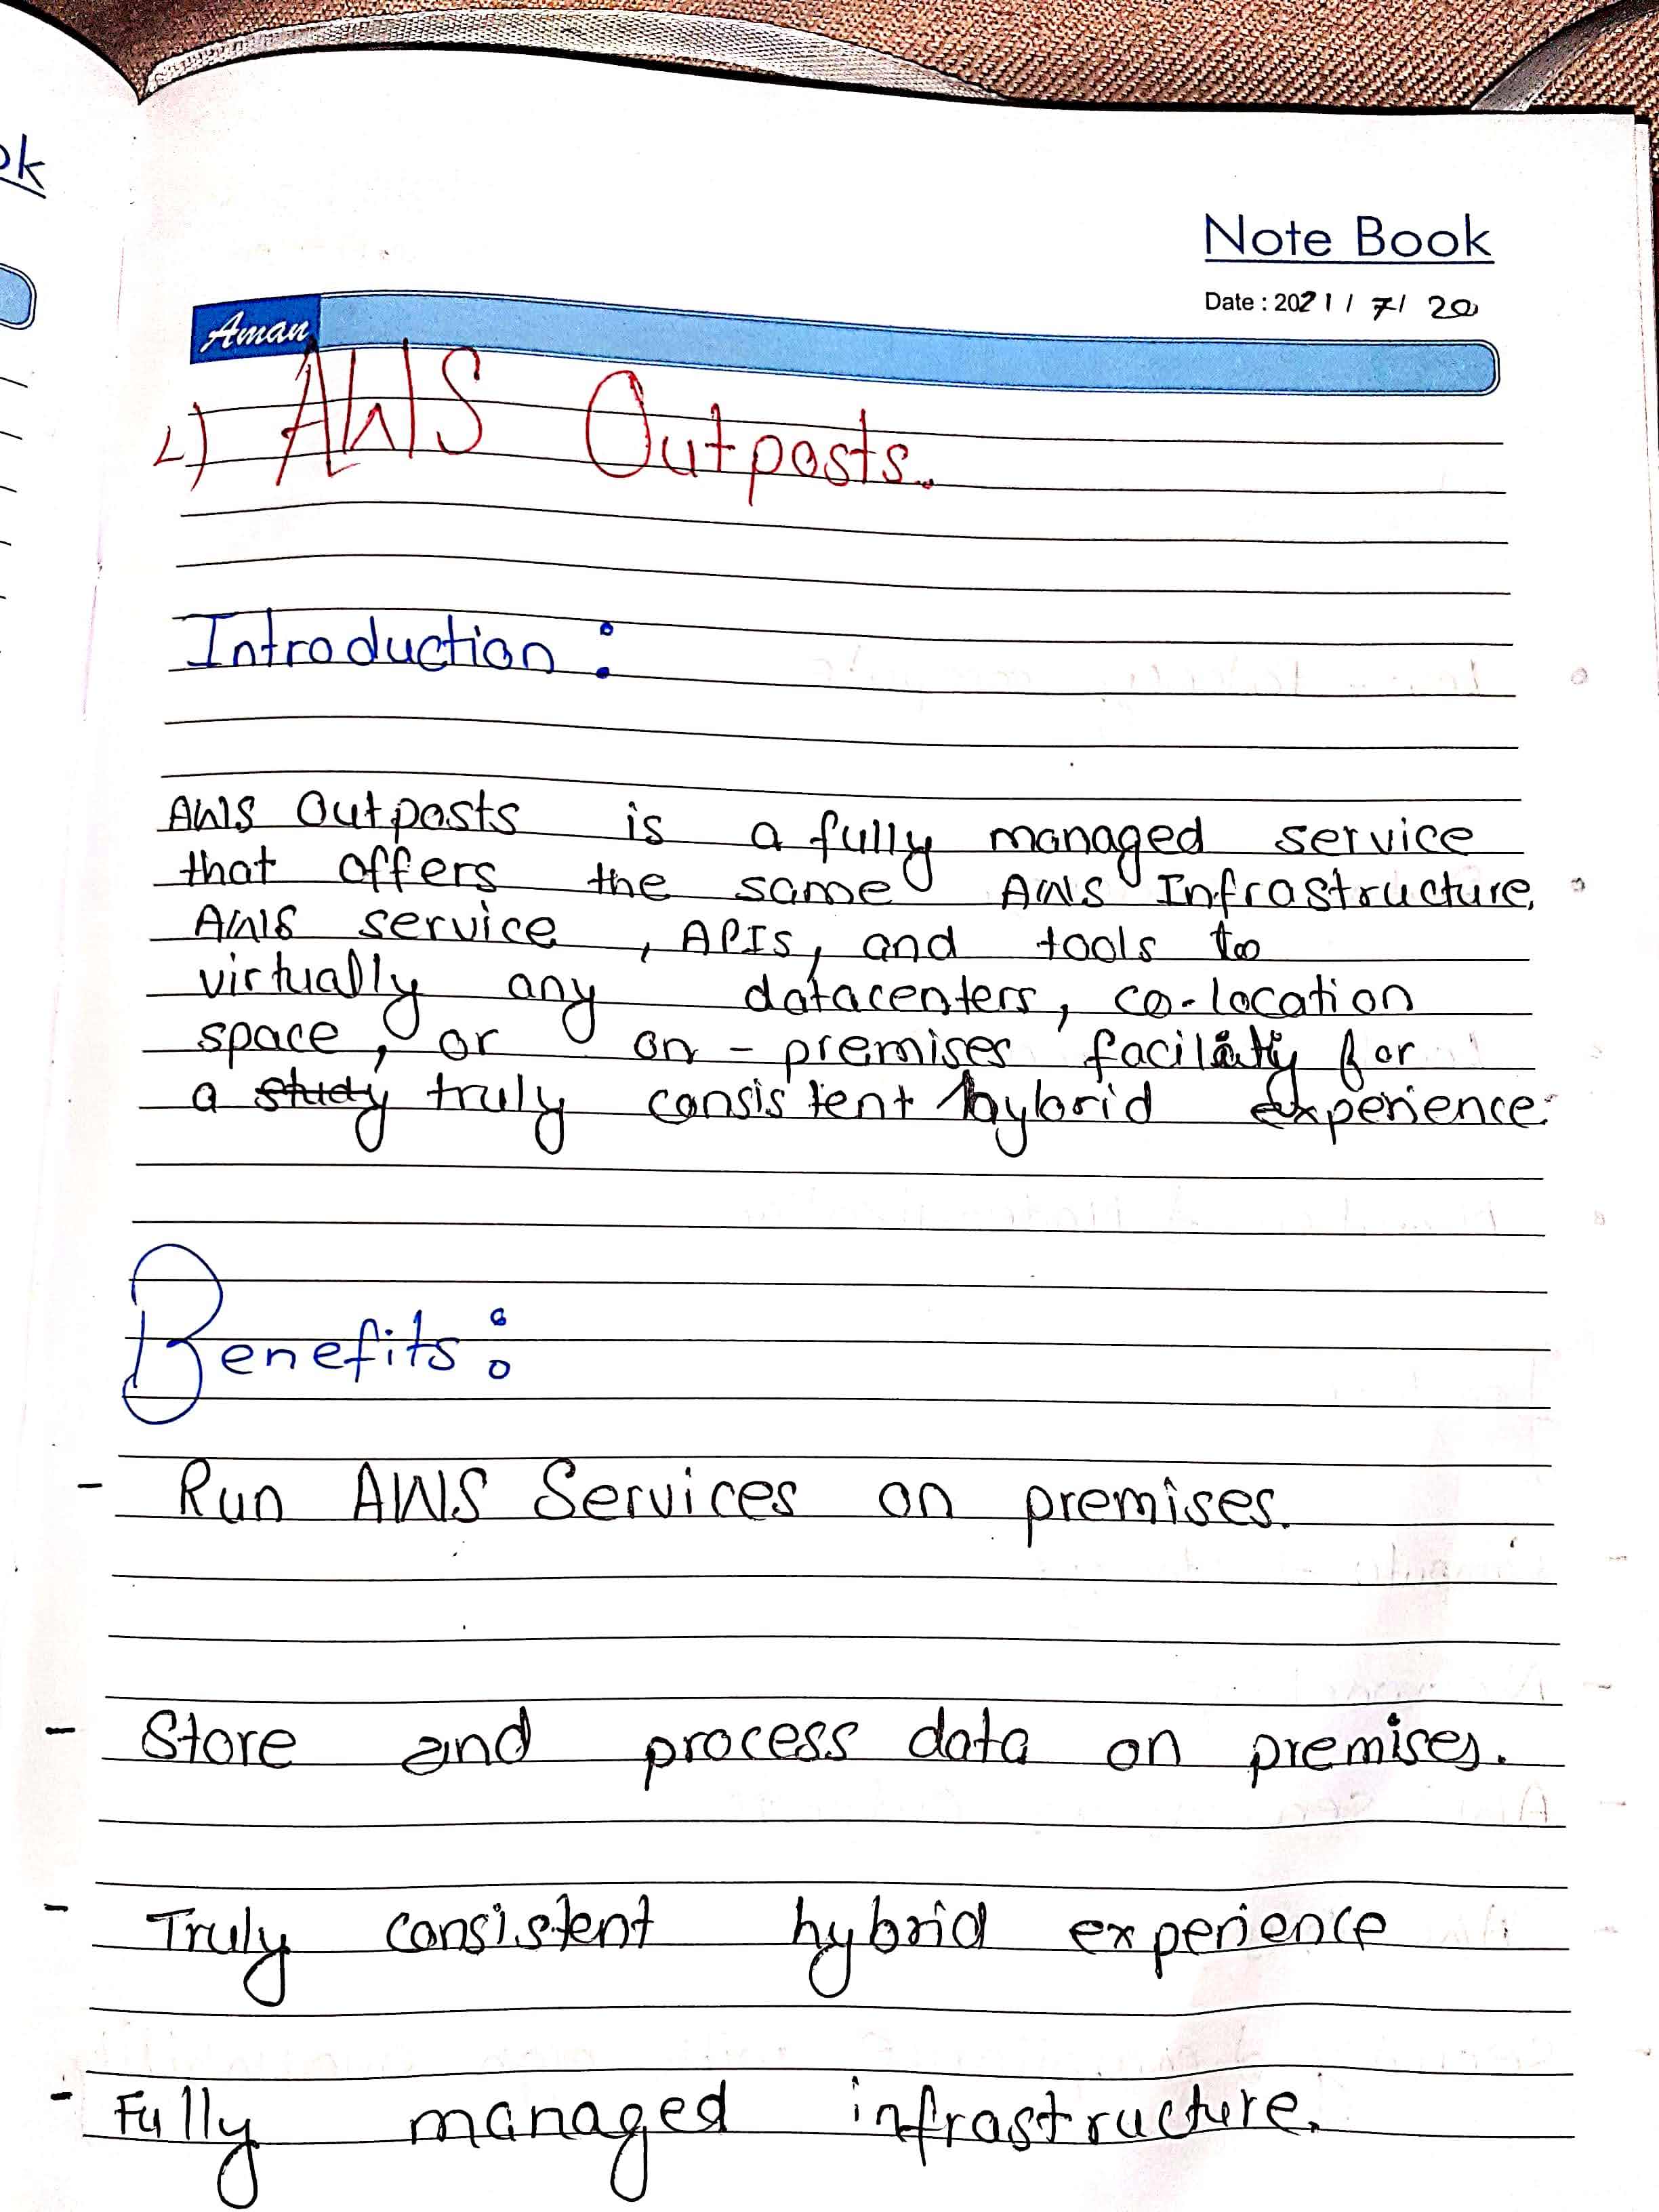 ok
Note Book
Date : 2021 / 7/ 20
Aman
2) AWS Outposts.
Introduction :
AWS Outposts is a fully managed service
that offers the same AWS Infrastructure,
AWS service, APIs, and tools to
virtually any datacenters, co-location
space, or on-premises facility for
a study truly consistent hybrid experience.
Benefits :
- Run AWS Services on premises.
- Store and process data on premises.
- Truly consistent hybrid experience
- Fully managed infrastructure.